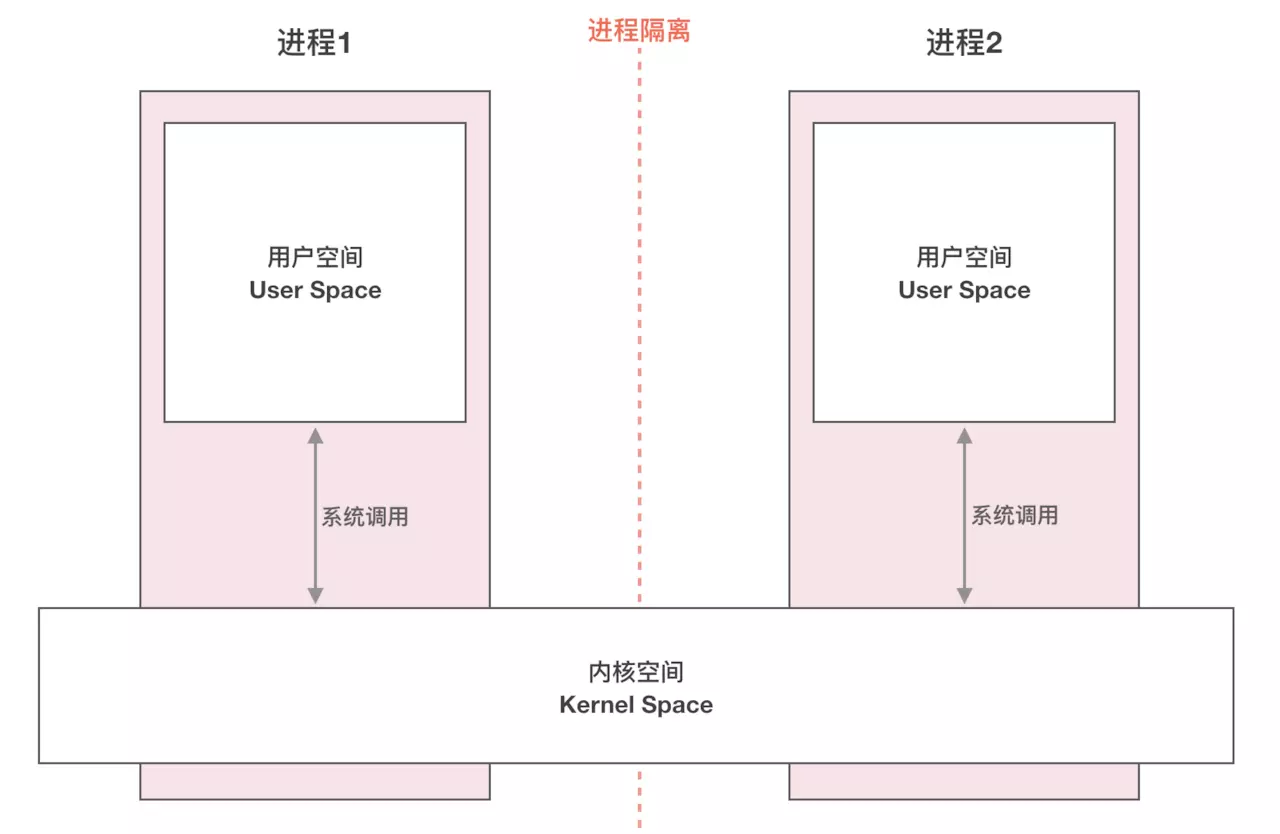 进程1
进程隔离
进程2
用户空间
User Space
用户空间
User Space
系统调用
系统调用
内核空间
Kernel Space